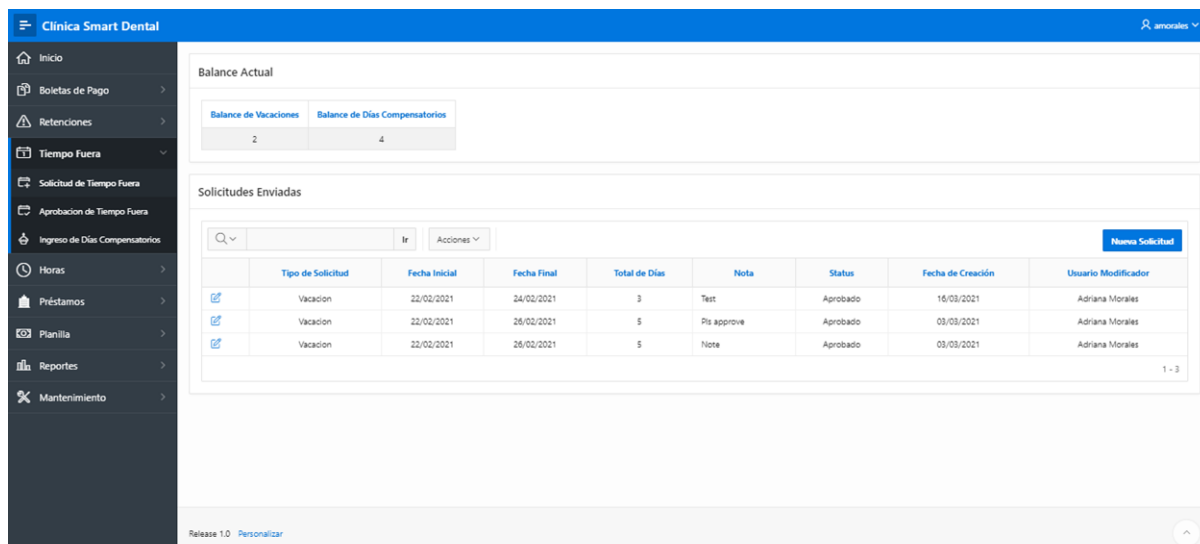 Clínica Smart Dental
amorales
Inicio
Boletas de Pago
Retenciones
Tiempo Fuera
Solicitud de Tiempo Fuera
Aprobacion de Tiempo Fuera
Ingreso de Días Compensatorios
Horas
Préstamos
Planilla
Reportes
Mantenimiento
Balance Actual
Balance de Vacaciones Balance de Días Compensatorios
2 4
Solicitudes Enviadas
Ir Acciones Nueva Solicitud
Tipo de Solicitud Fecha Inicial Fecha Final Total de Días Nota Status Fecha de Creación Usuario Modificador
Vacacion 22/02/2021 24/02/2021 3 Test Aprobado 16/03/2021 Adriana Morales
Vacacion 22/02/2021 26/02/2021 5 Pls approve Aprobado 03/03/2021 Adriana Morales
Vacacion 22/02/2021 26/02/2021 5 Note Aprobado 03/03/2021 Adriana Morales
1 - 3
Release 1.0 Personalizar